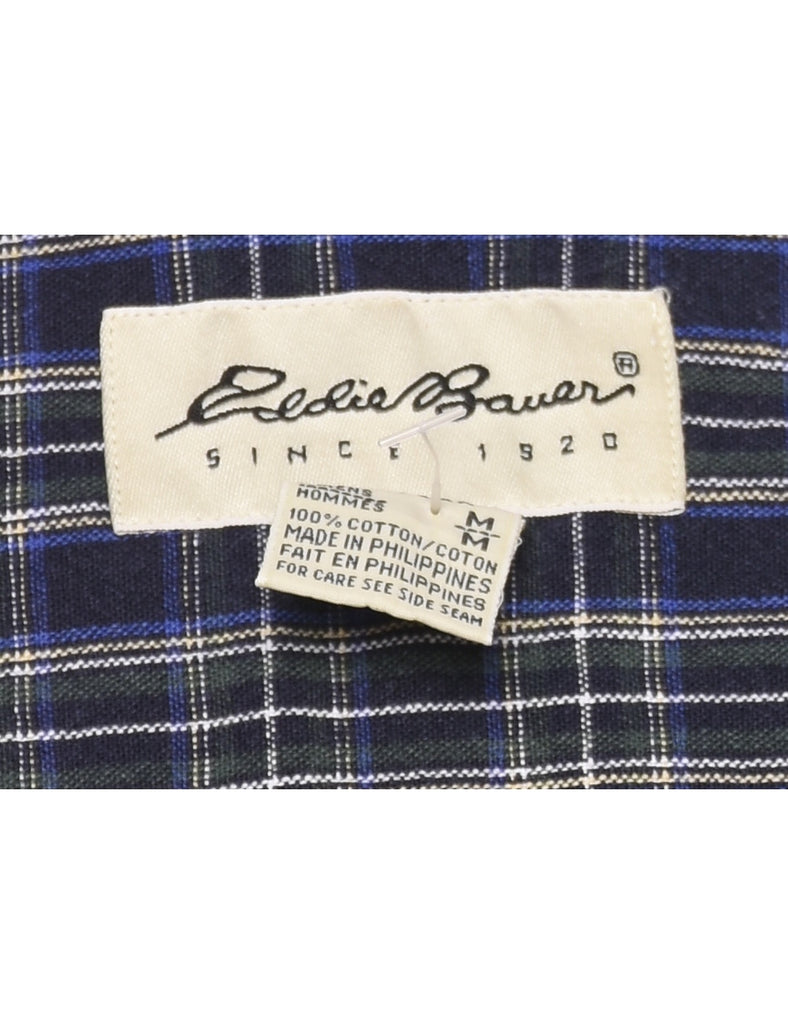 Eddie Bauer ®
SINCE 1920
MENS
HOMMES
M
M
100% COTTON/COTON
MADE IN PHILIPPINES
FAIT EN PHILIPPINES
FOR CARE SEE SIDE SEAM